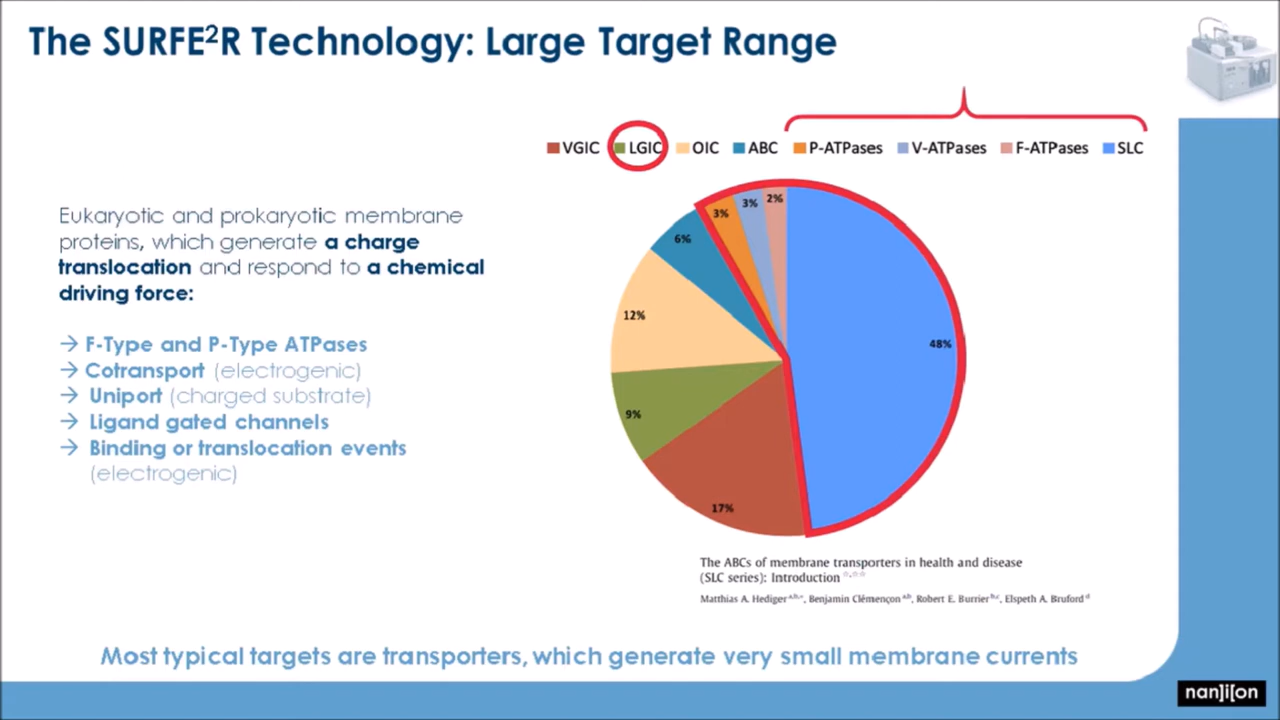 The SURFE²R Technology: Large Target Range
VGIC LGIC OIC ABC P-ATPases V-ATPases F-ATPases SLC
Eukaryotic and prokaryotic membrane
proteins, which generate a charge
translocation and respond to a chemical
driving force:
→ F-Type and P-Type ATPases
→ Cotransport (electrogenic)
→ Uniport (charged substrate)
→ Ligand gated channels
→ Binding or translocation events
(electrogenic)
3% 3% 2%
6%
12%
48%
9%
17%
The ABCs of membrane transporters in health and disease
(SLC series): Introduction ☆,☆☆
Matthias A. Hediger, Benjamin Clémençon, Robert E. Burrier, Elspeth A. Bruford
Most typical targets are transporters, which generate very small membrane currents
nan]i[on